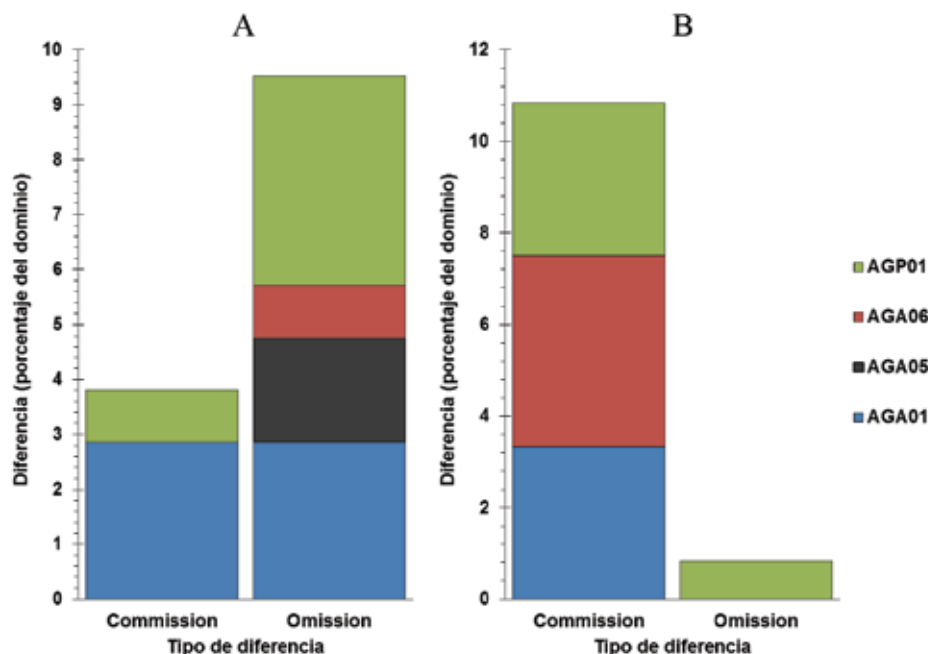 A
Diferencia (porcentaje del dominio)
10
9
8
7
6
5
4
3
2
1
0
Commission
Omission
Tipo de diferencia
B
Diferencia (porcentaje del dominio)
12
10
8
6
4
2
0
Commission
Omission
Tipo de diferencia
AGP01
AGA06
AGA05
AGA01